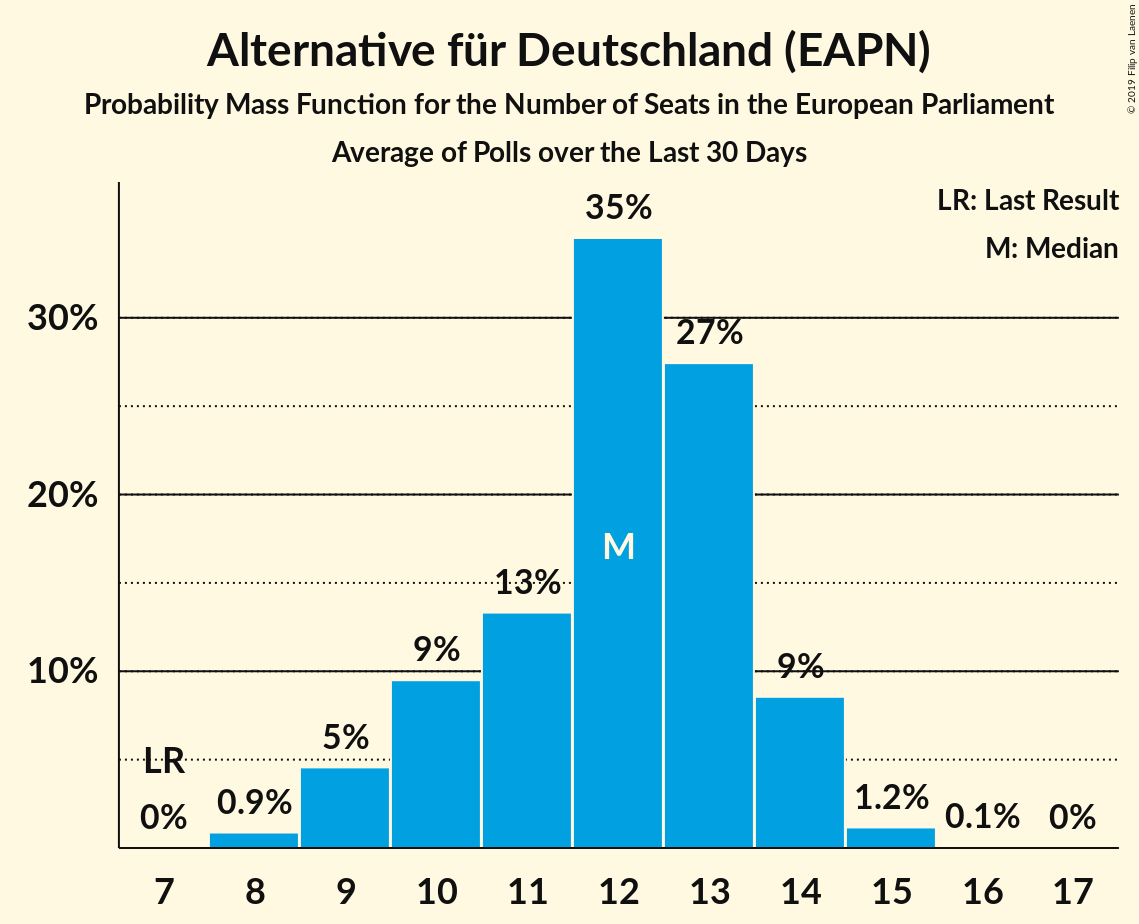 Alternative für Deutschland (EAPN)
Probability Mass Function for the Number of Seats in the European Parliament
Average of Polls over the Last 30 Days
© 2019 Filip van Laenen
LR: Last Result
M: Median
35%
30%
27%
20%
M
13%
10%
9%
9%
5%
LR
0%
0.9%
1.2%
0.1%
0%
7 8 9 10 11 12 13 14 15 16 17